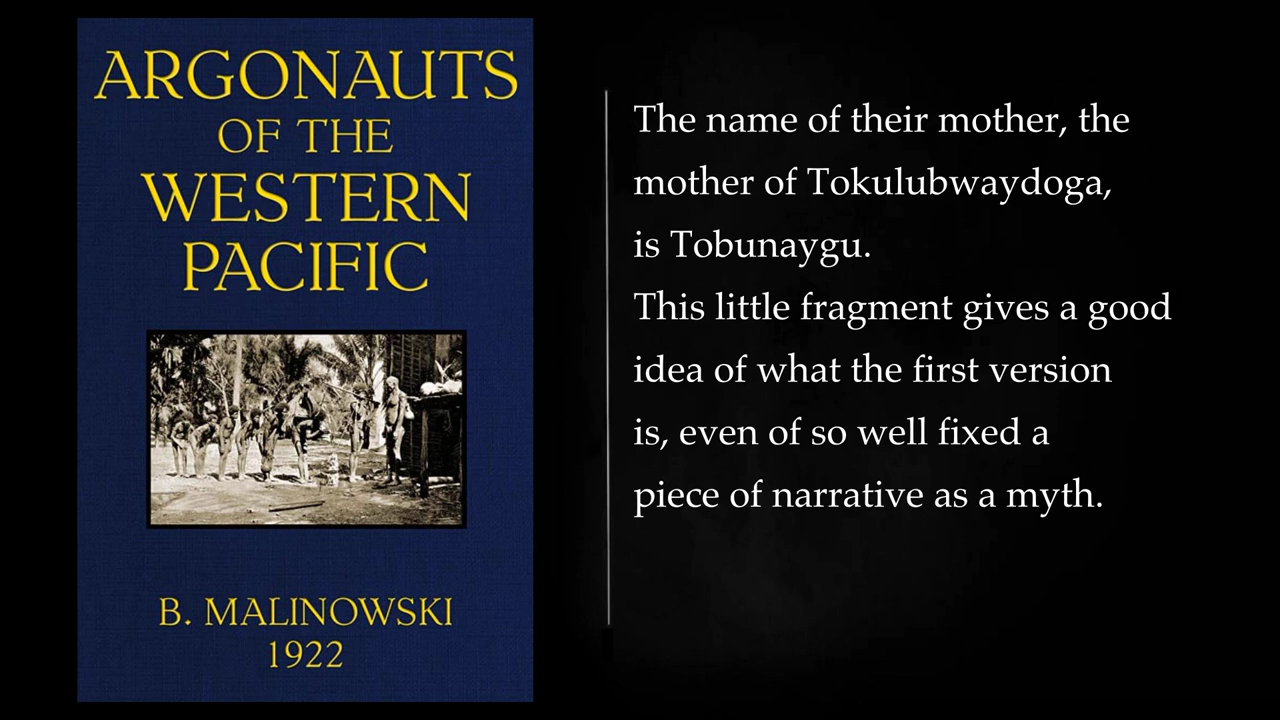 ARGONAUTS
OF THE
WESTERN
PACIFIC
B. MALINOWSKI
1922
The name of their mother, the
mother of Tokulubwaydoga,
is Tobunaygu.
This little fragment gives a good
idea of what the first version
is, even of so well fixed a
piece of narrative as a myth.